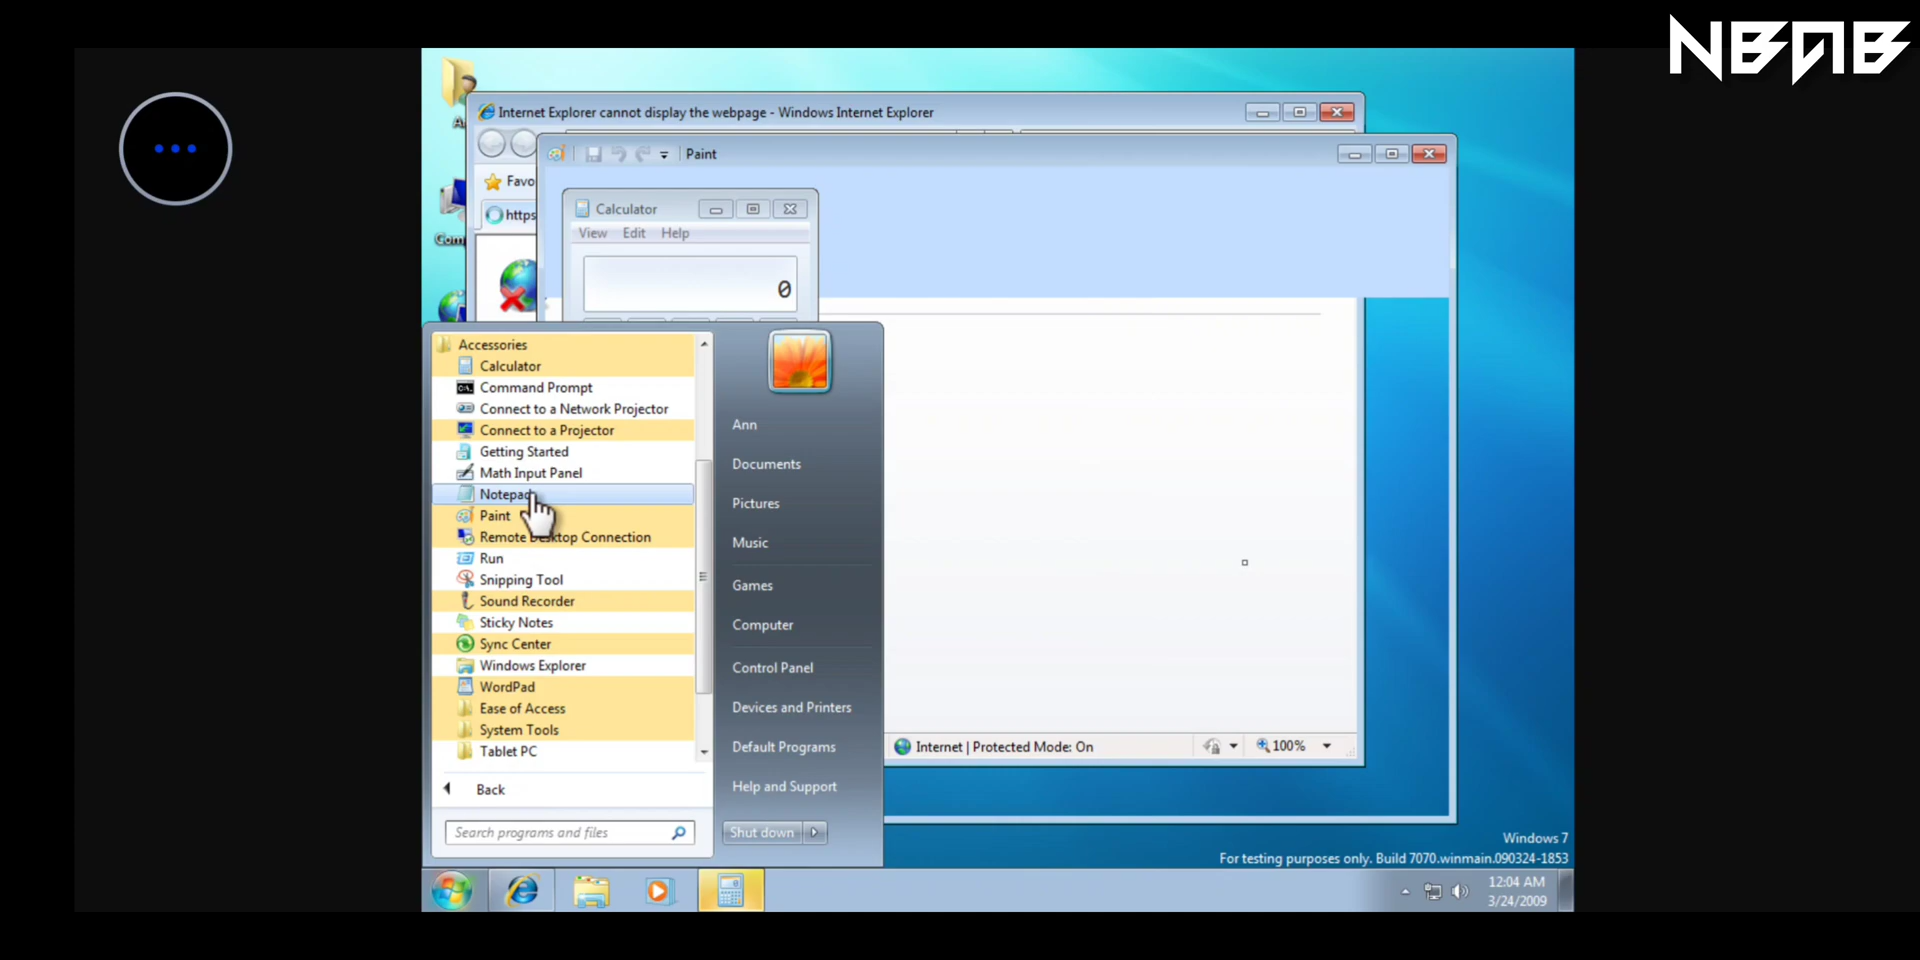 NBAB
Internet Explorer cannot display the webpage - Windows Internet Explorer
Paint
Favo
https
Calculator
View Edit Help
0
Com
Accessories
Calculator
Command Prompt
Connect to a Network Projector
Connect to a Projector
Getting Started
Math Input Panel
Notepad
Paint
Remote Desktop Connection
Run
Snipping Tool
Sound Recorder
Sticky Notes
Sync Center
Windows Explorer
WordPad
Ease of Access
System Tools
Tablet PC
Back
Search programs and files
Ann
Documents
Pictures
Music
Games
Computer
Control Panel
Devices and Printers
Default Programs
Help and Support
Shut down
Internet | Protected Mode: On
100%
Windows 7
For testing purposes only. Build 7070.winmain.090324-1853
12:04 AM
3/24/2009